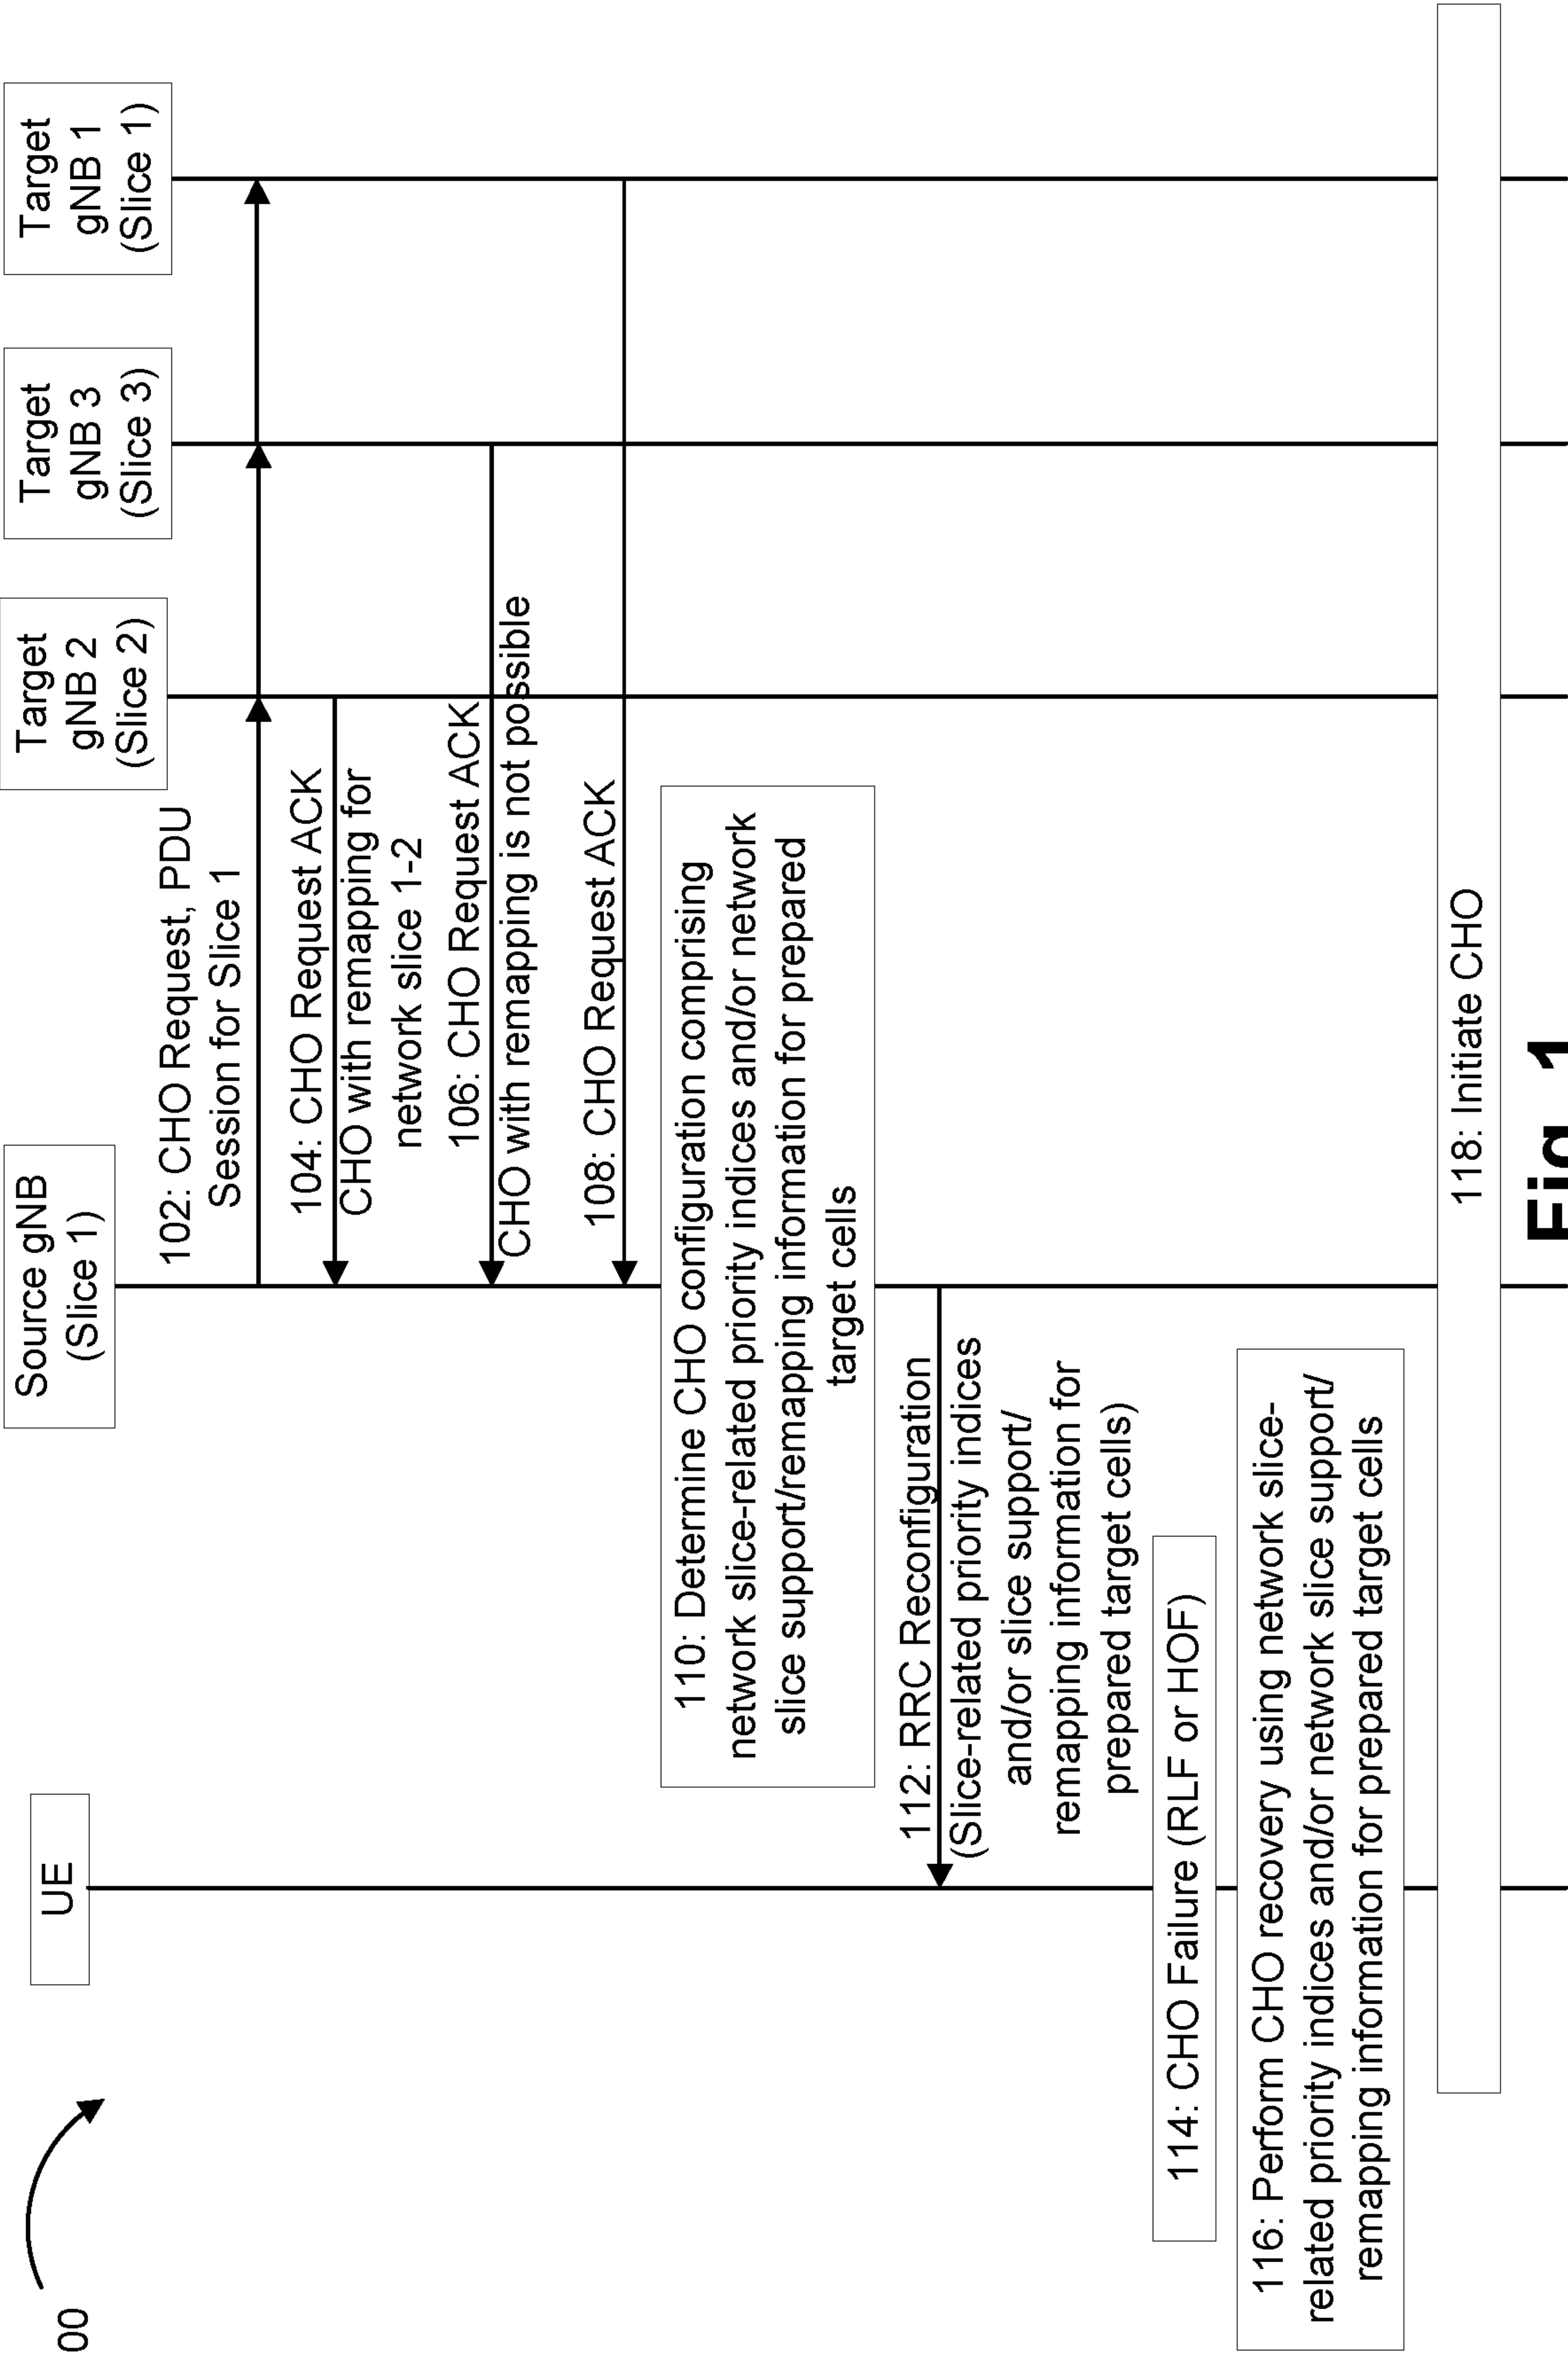 00
UE
Source gNB
(Slice 1)
Target
gNB 2
(Slice 2)
Target
gNB 3
(Slice 3)
Target
gNB 1
(Slice 1)
102: CHO Request, PDU
Session for Slice 1
104: CHO Request ACK
CHO with remapping for
network slice 1-2
106: CHO Request ACK
CHO with remapping is not possible
108: CHO Request ACK
110: Determine CHO configuration comprising
network slice-related priority indices and/or network
slice support/remapping information for prepared
target cells
112: RRC Reconfiguration
(Slice-related priority indices
and/or slice support/
remapping information for
prepared target cells)
114: CHO Failure (RLF or HOF)
116: Perform CHO recovery using network slice-
related priority indices and/or network slice support/
remapping information for prepared target cells
118: Initiate CHO
Fig. 1